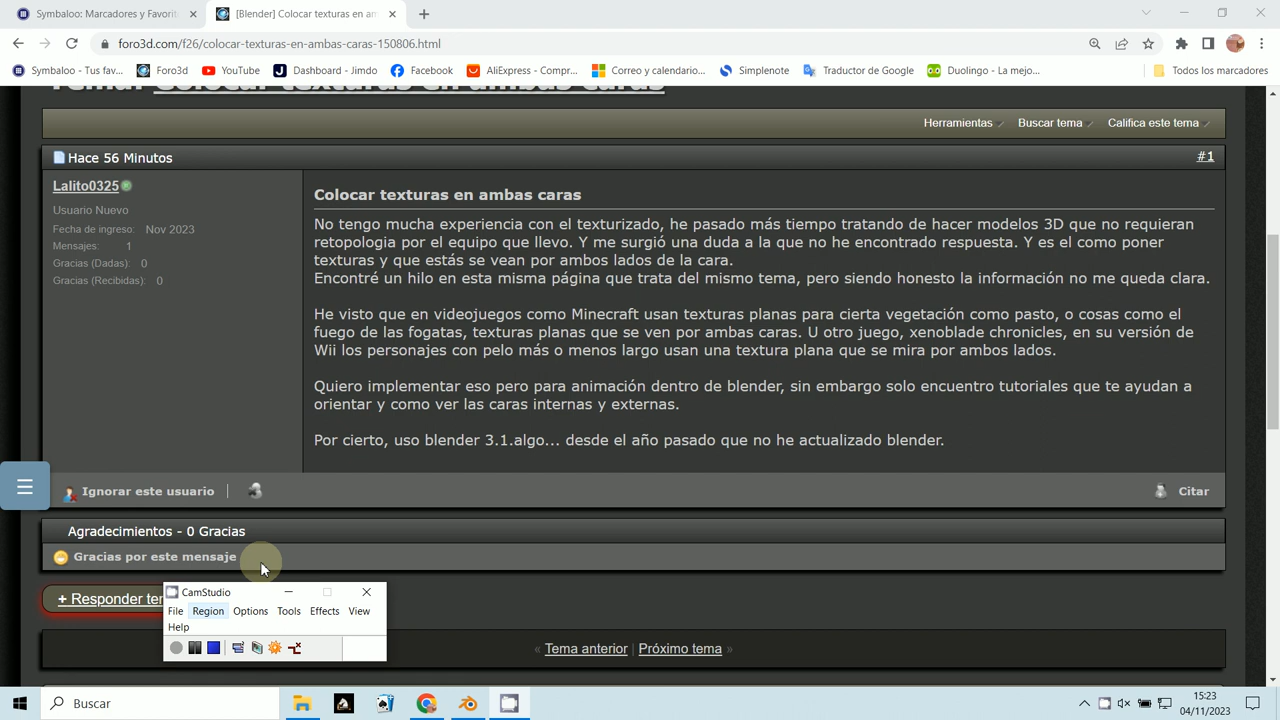 Symbaloo: Marcadores y Favorit
[Blender] Colocar texturas en am
foro3d.com/f26/colocar-texturas-en-ambas-caras-150806.html
Symbaloo - Tus fav...
Foro3d
YouTube
Dashboard - Jimdo
Facebook
AliExpress - Compr...
Correo y calendario...
Simplenote
Traductor de Google
Duolingo - La mejo...
Todos los marcadores
Tema: Colocar texturas en ambas caras
Herramientas
Buscar tema
Califica este tema
Hace 56 Minutos
#1
Lalito0325
Usuario Nuevo
Fecha de ingreso: Nov 2023
Mensajes: 1
Gracias (Dadas): 0
Gracias (Recibidas): 0
Colocar texturas en ambas caras
No tengo mucha experiencia con el texturizado, he pasado más tiempo tratando de hacer modelos 3D que no requieran
retopologia por el equipo que llevo. Y me surgió una duda a la que no he encontrado respuesta. Y es el como poner
texturas y que estás se vean por ambos lados de la cara.
Encontré un hilo en esta misma página que trata del mismo tema, pero siendo honesto la información no me queda clara.
He visto que en videojuegos como Minecraft usan texturas planas para cierta vegetación como pasto, o cosas como el
fuego de las fogatas, texturas planas que se ven por ambas caras. U otro juego, xenoblade chronicles, en su versión de
Wii los personajes con pelo más o menos largo usan una textura plana que se mira por ambos lados.
Quiero implementar eso pero para animación dentro de blender, sin embargo solo encuentro tutoriales que te ayudan a
orientar y como ver las caras internas y externas.
Por cierto, uso blender 3.1.algo... desde el año pasado que no he actualizado blender.
Ignorar este usuario
Citar
Agradecimientos - 0 Gracias
Gracias por este mensaje
+ Responder ter
CamStudio
File Region Options Tools Effects View
Help
« Tema anterior | Próximo tema »
Buscar
15:23
04/11/2023